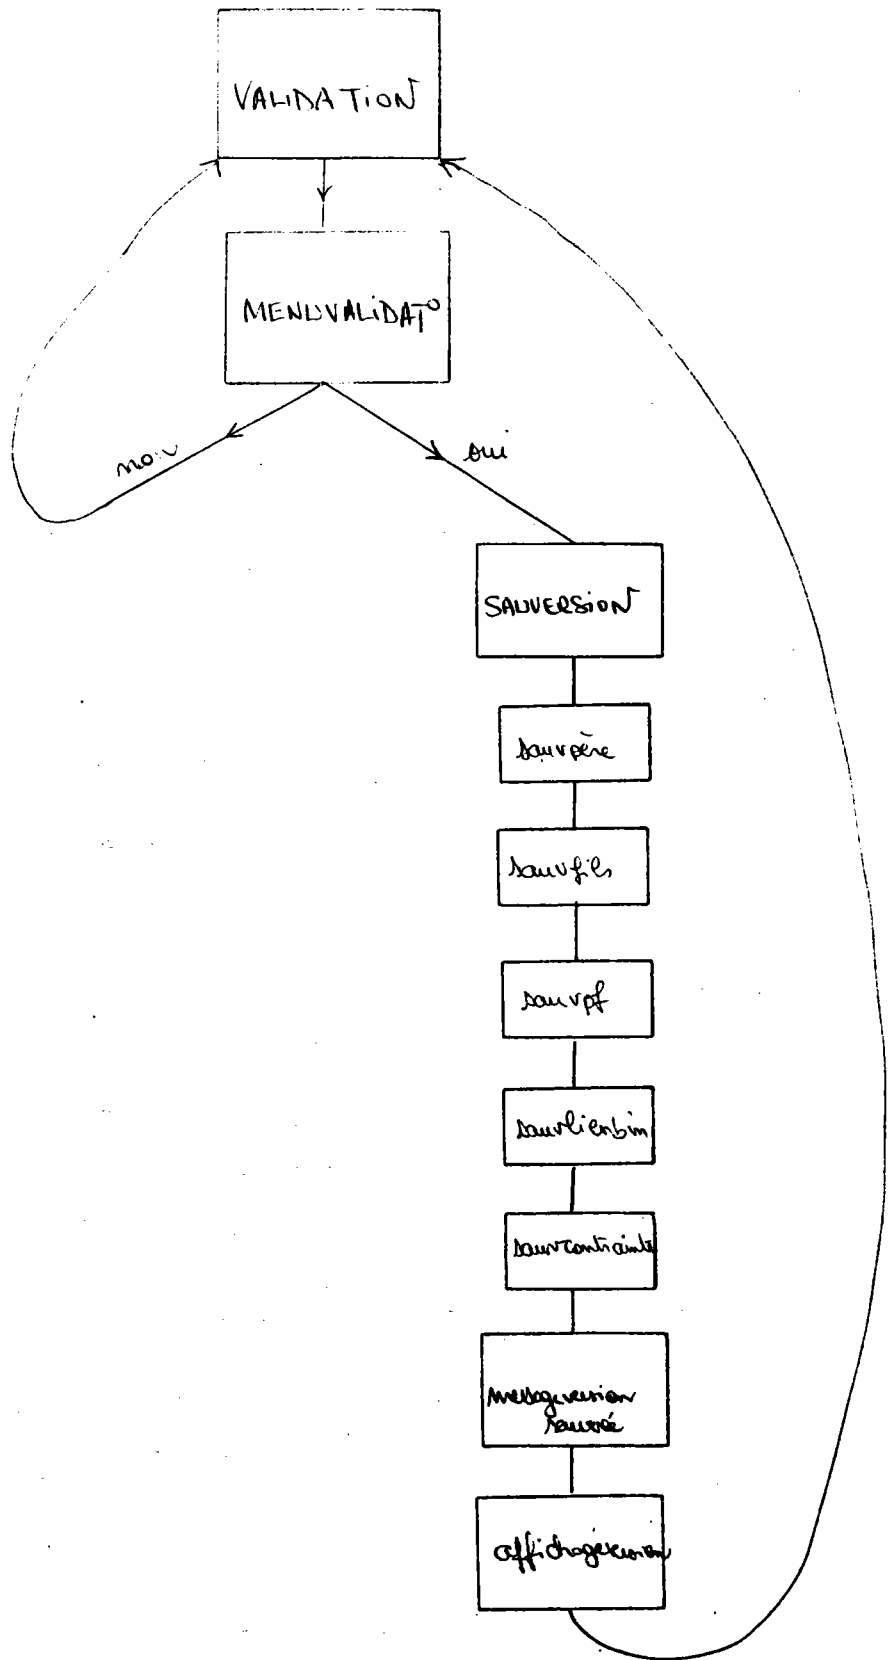 VALIDATION
MENUVALIDAT°
non
oui
SAUVERSION
sauvpère
sauvfils
sauvpf
sauvlienbin
sauvcontrainte
messageversion
sauvée
affichageversion